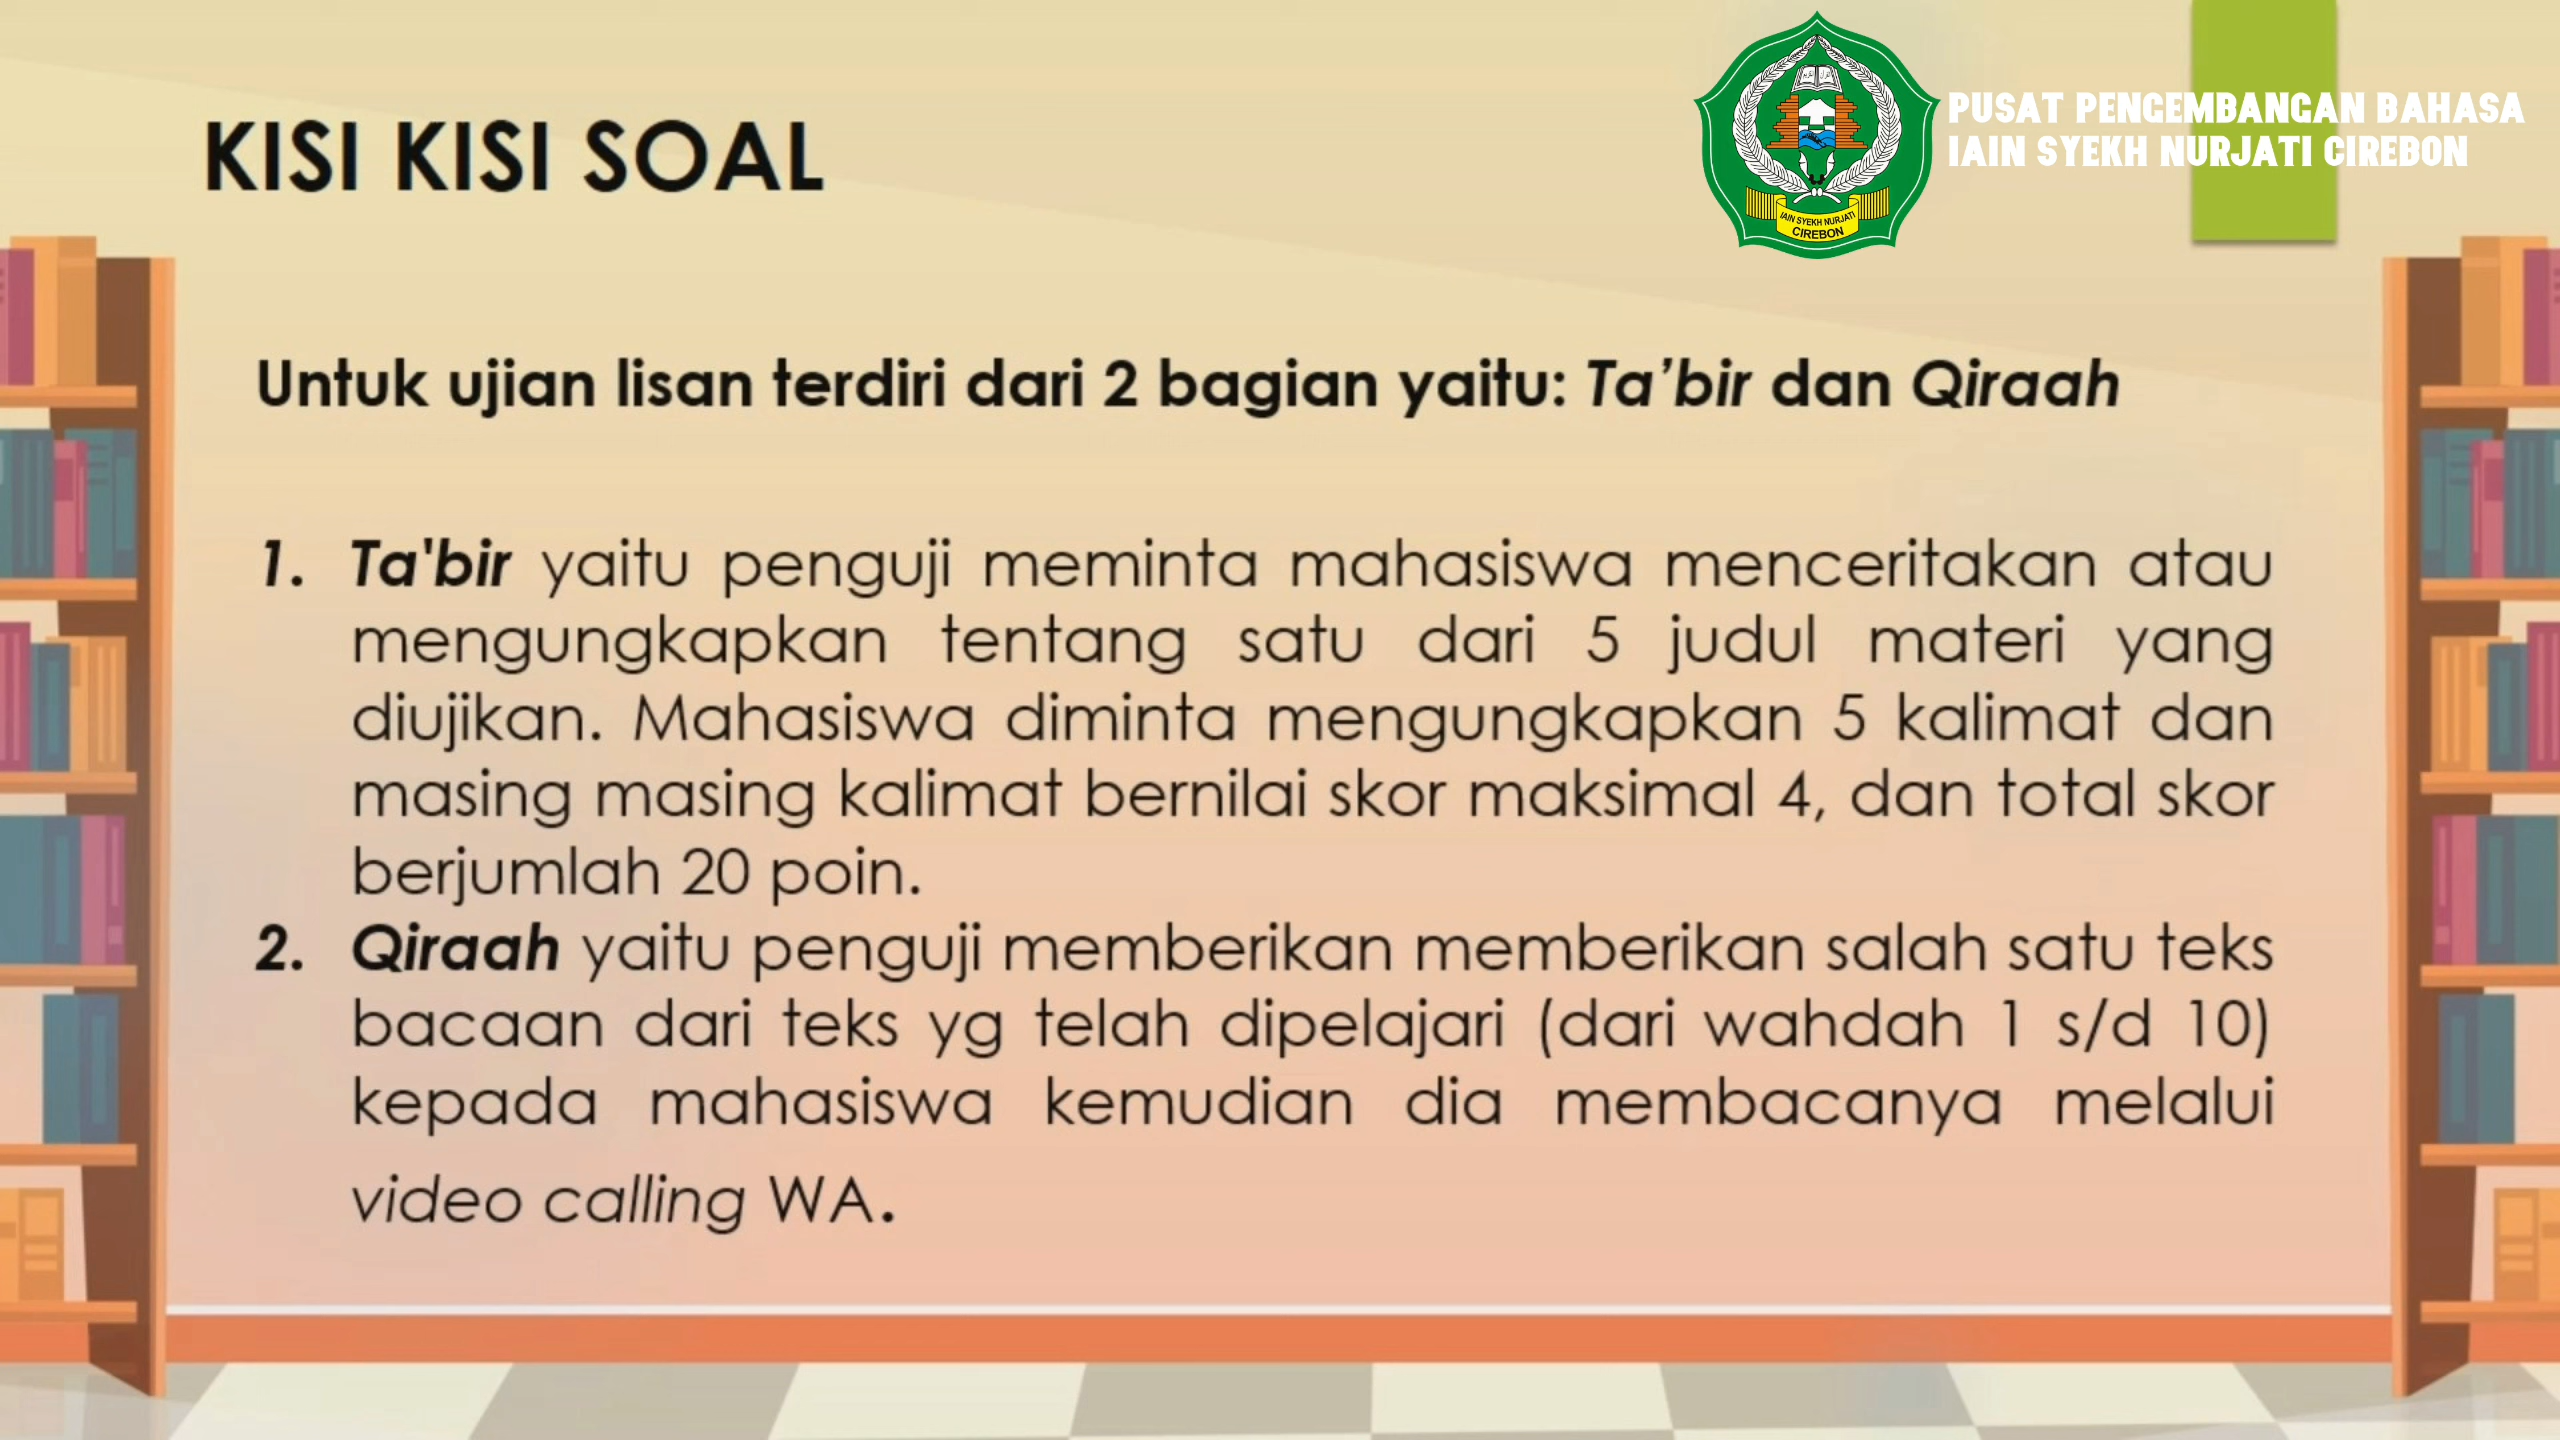 KISI KISI SOAL
PUSAT PENGEMBANGAN BAHASA
IAIN SYEKH NURJATI CIREBON
IAIN SYEKH NURJATI
CIREBON
Untuk ujian lisan terdiri dari 2 bagian yaitu: Ta’bir dan Qiraah
1. Ta'bir yaitu penguji meminta mahasiswa menceritakan atau
mengungkapkan tentang satu dari 5 judul materi yang
diujikan. Mahasiswa diminta mengungkapkan 5 kalimat dan
masing masing kalimat bernilai skor maksimal 4, dan total skor
berjumlah 20 poin.
2. Qiraah yaitu penguji memberikan memberikan salah satu teks
bacaan dari teks yg telah dipelajari (dari wahdah 1 s/d 10)
kepada mahasiswa kemudian dia membacanya melalui
video calling WA.